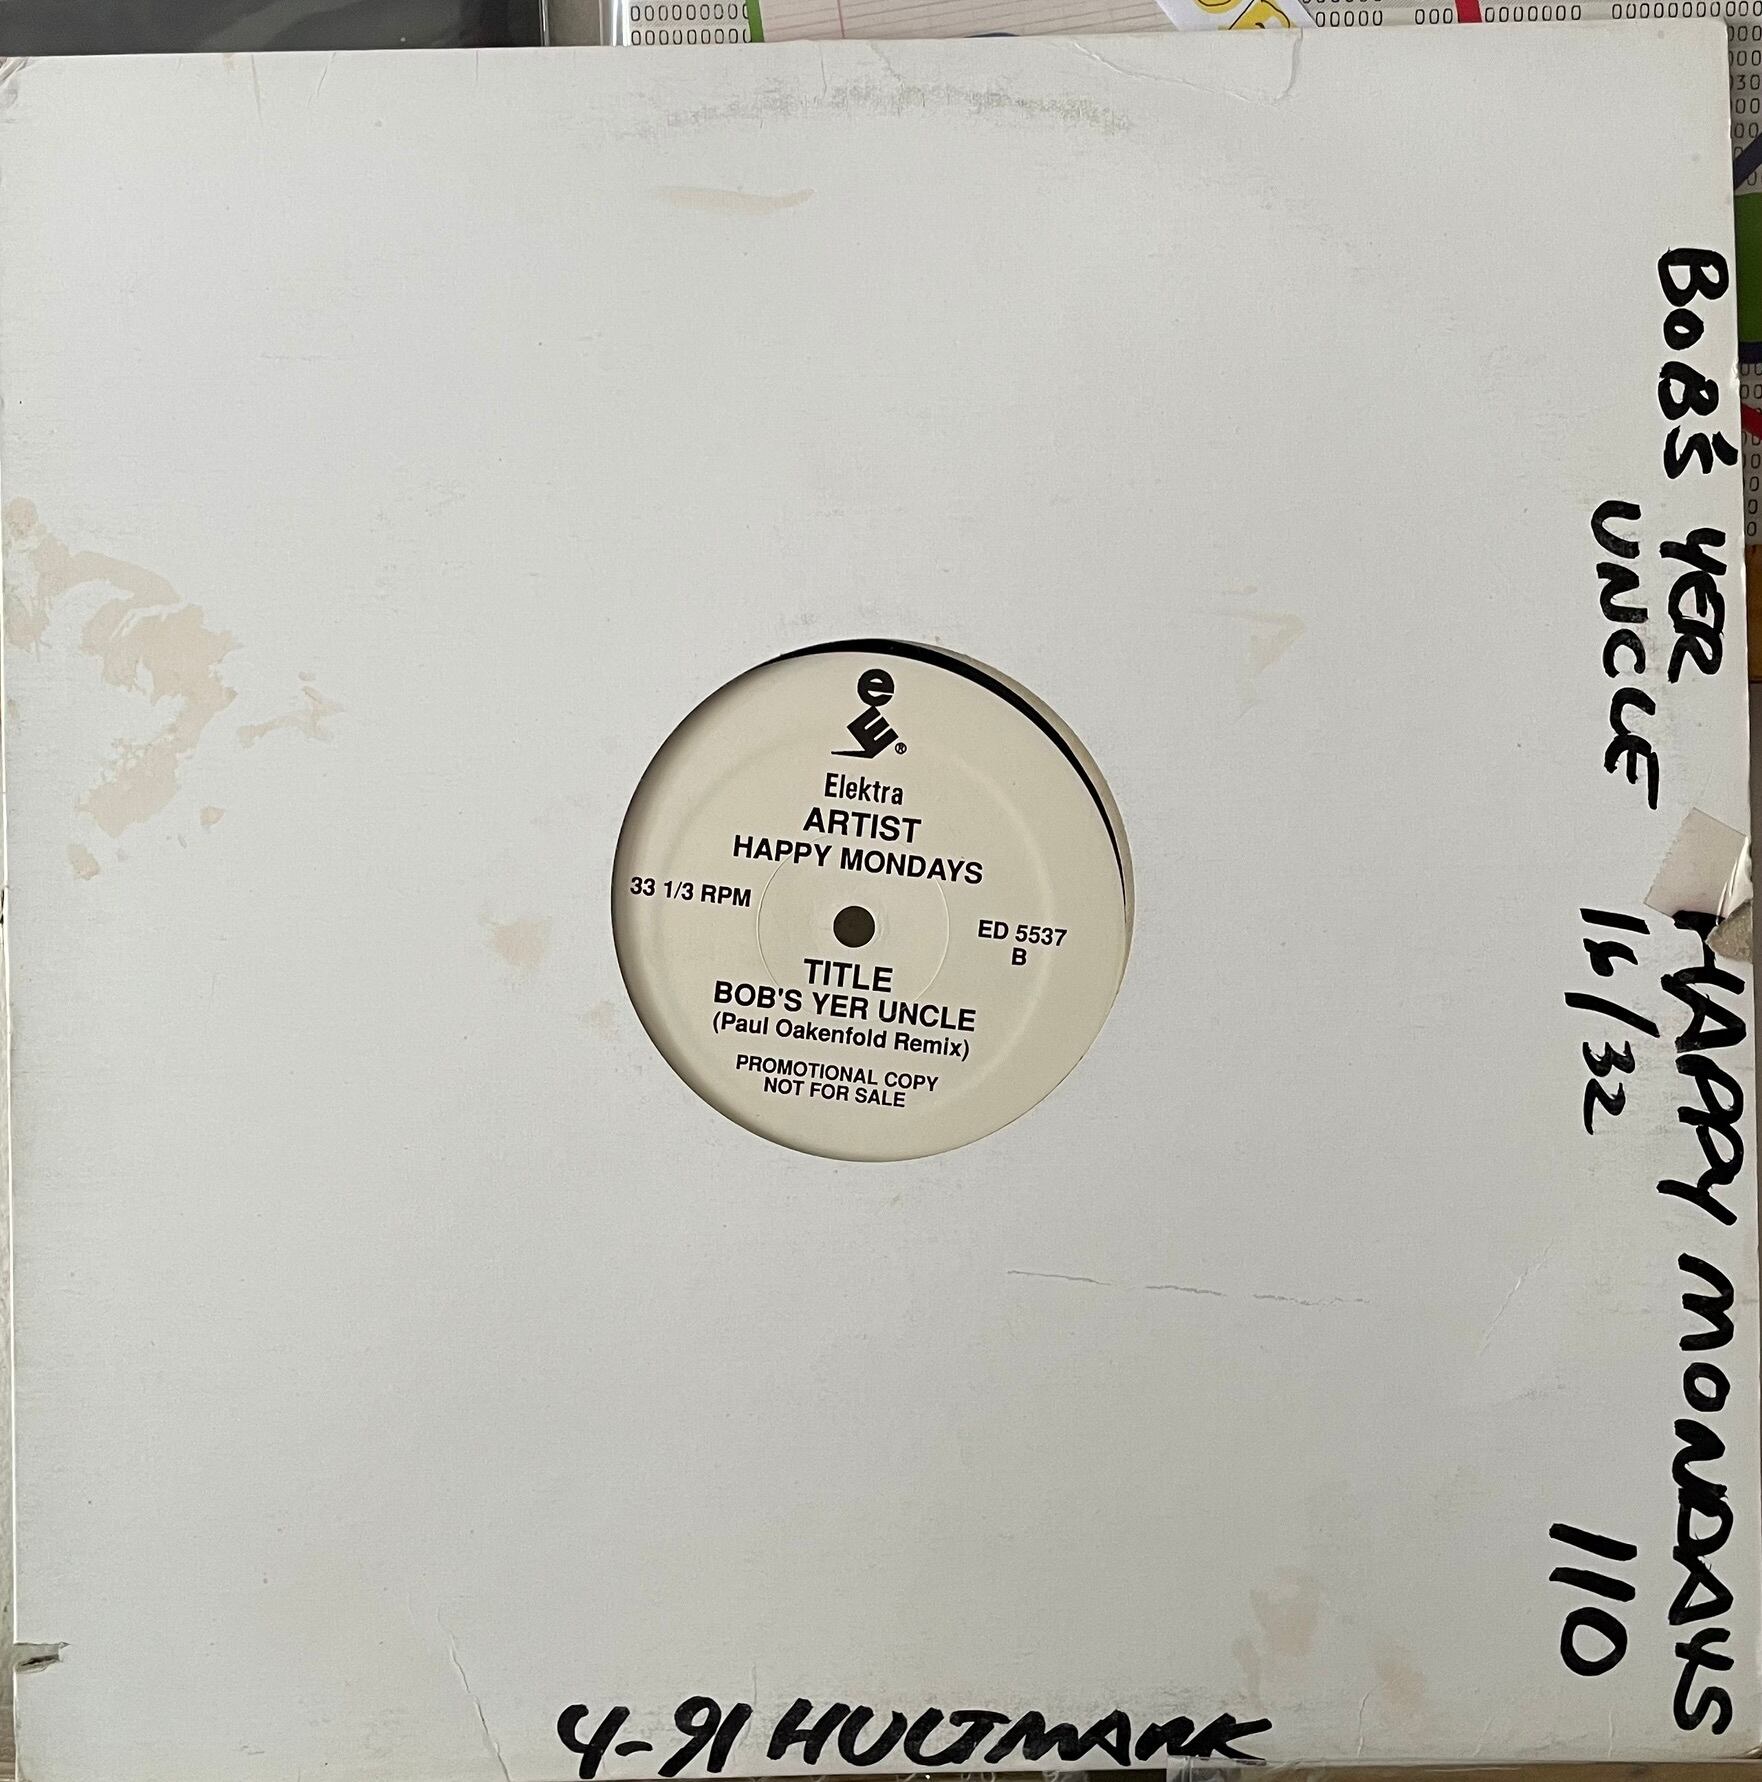 e
E®
Elektra
ARTIST
HAPPY MONDAYS
33 1/3 RPM
ED 5537
B
TITLE
BOB'S YER UNCLE
(Paul Oakenfold Remix)
PROMOTIONAL COPY
NOT FOR SALE
BOB'S YER
UNCLE
HAPPY MONDAYS
16/32
110
4-91 HULTMARK